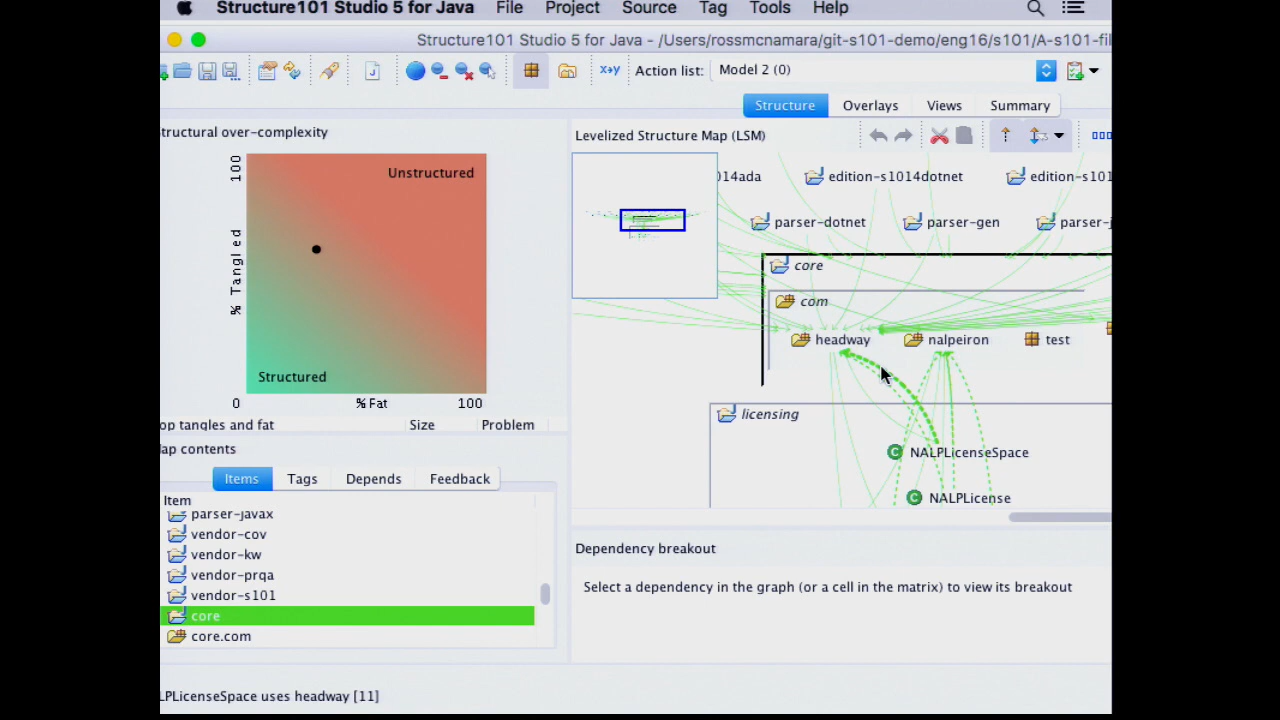 Structure101 Studio 5 for Java File Project Source Tag Tools Help
Structure101 Studio 5 for Java - /Users/rossmcnamara/git-s101-demo/eng16/s101/A-s101-fil
x+y Action list: Model 2 (0)
Structure Overlays Views Summary
tructural over-complexity
Levelized Structure Map (LSM)
100
Unstructured
% Tangled
Structured
0 % Fat 100
op tangles and fat Size Problem
ap contents
Items Tags Depends Feedback
Item
parser-javax
vendor-cov
vendor-kw
vendor-prqa
vendor-s101
core
core.com
014ada edition-s1014dotnet edition-s101
parser-dotnet parser-gen parser-j
core
com
headway nalpeiron test
licensing
NALPLicenseSpace
NALPLicense
Dependency breakout
Select a dependency in the graph (or a cell in the matrix) to view its breakout
LPLicenseSpace uses headway [11]